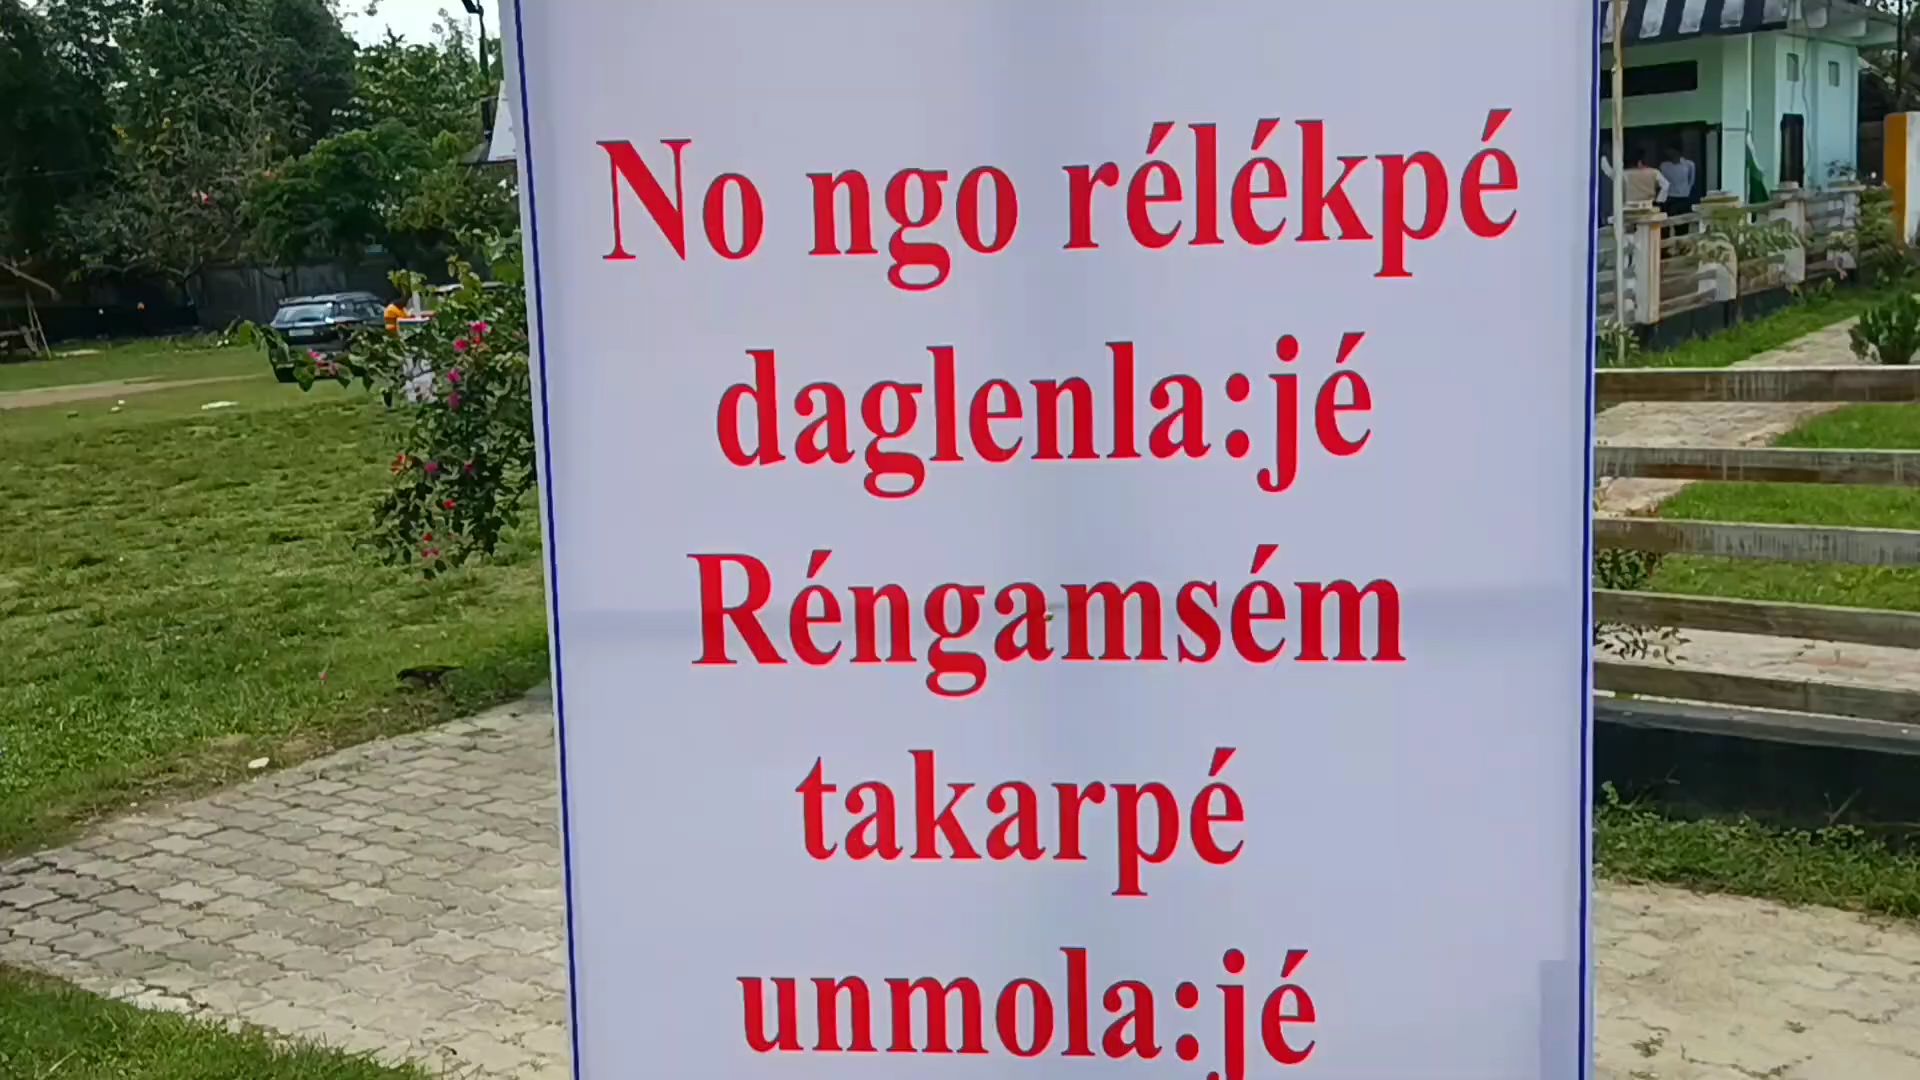 No ngo rélékpé
daglenla:jé
Réngamsém
takarpé
unmola:jé